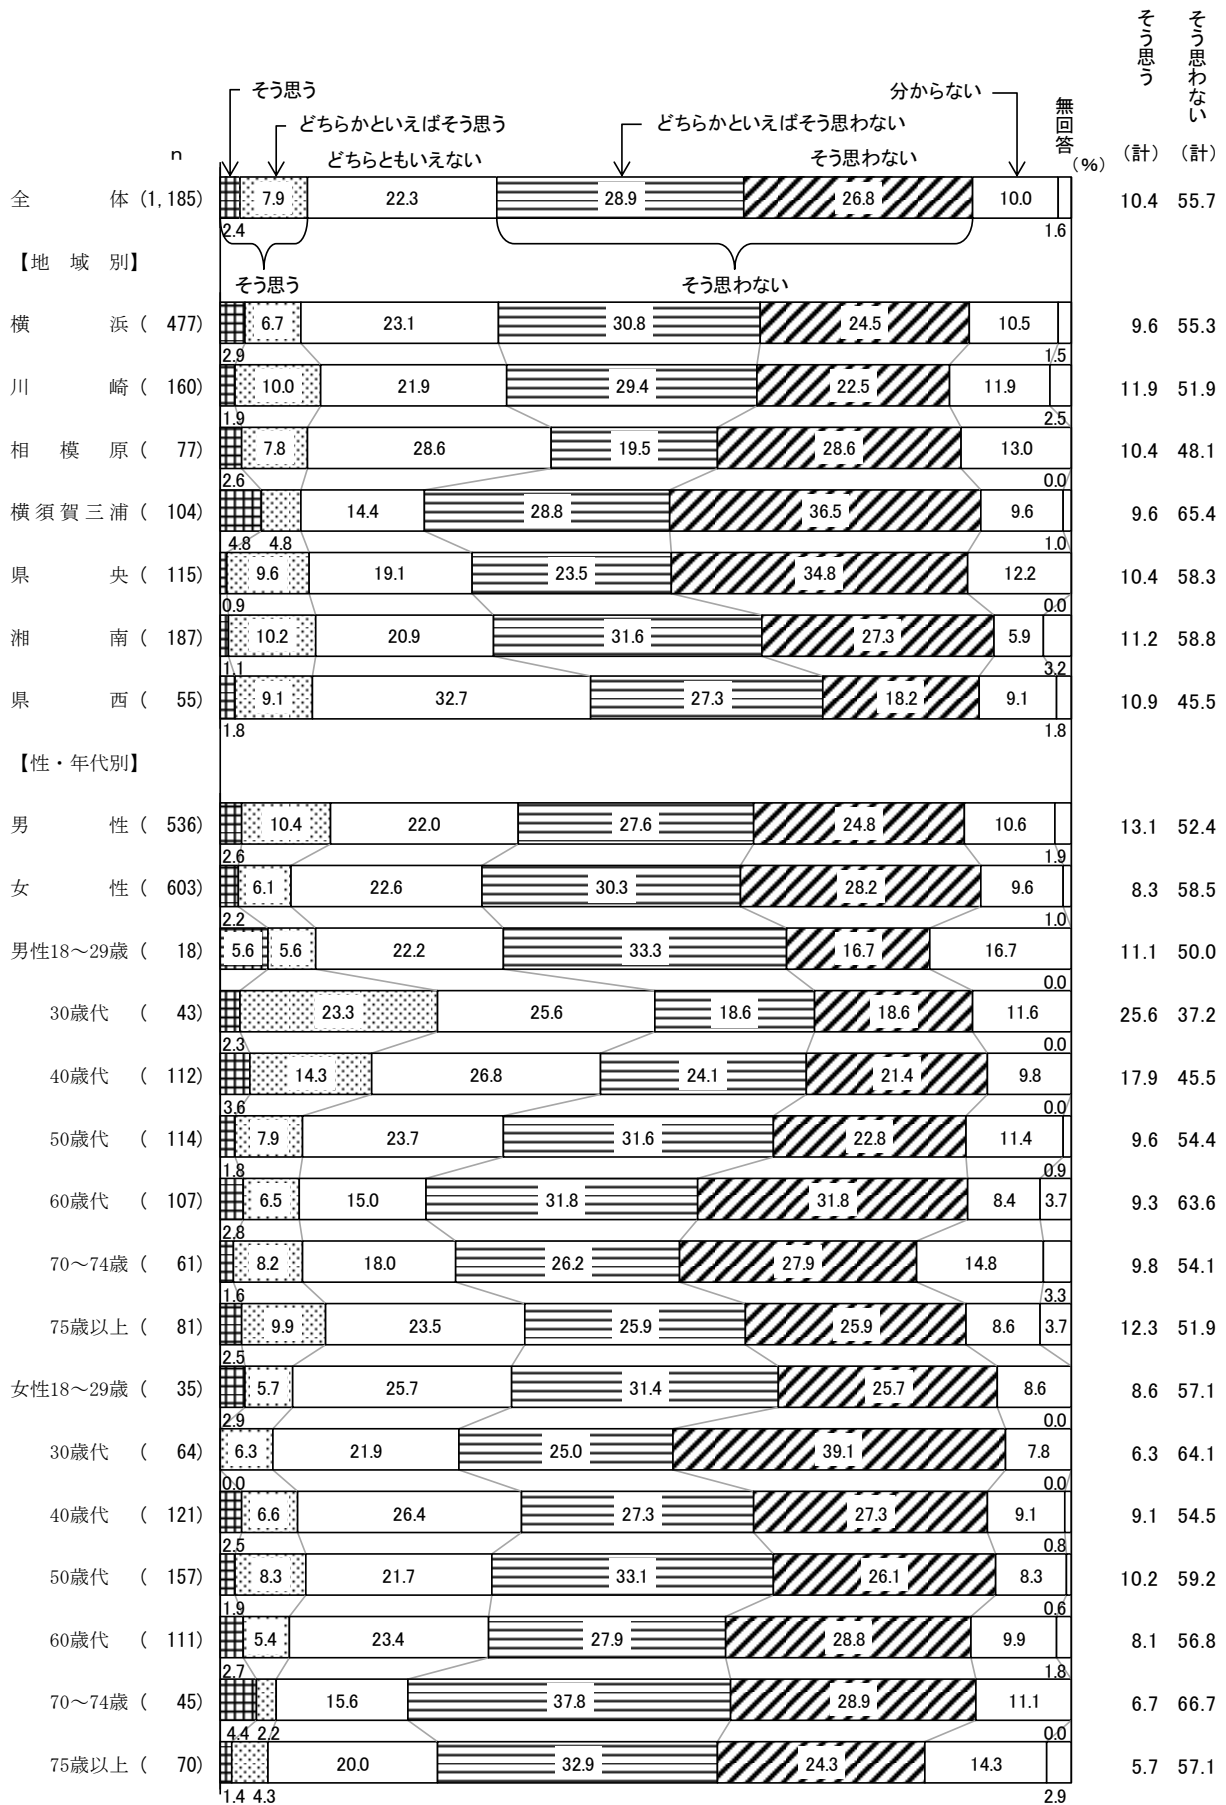 そう思う
そう思わない
そう思う 分からない
どちらかといえばそう思う どちらかといえばそう思わない 無回答
n どちらともいえない そう思わない (%) (計) (計)
全体 (1,185) 7.9 22.3 28.9 26.8 10.0 10.4 55.7
2.4 1.6
【地域別】
そう思う そう思わない
横浜 ( 477) 6.7 23.1 30.8 24.5 10.5 9.6 55.3
2.9 1.5
川崎 ( 160) 10.0 21.9 29.4 22.5 11.9 11.9 51.9
1.9 2.5
相模原 ( 77) 7.8 28.6 19.5 28.6 13.0 10.4 48.1
2.6 0.0
横須賀三浦 ( 104) 14.4 28.8 36.5 9.6 9.6 65.4
4.8 4.8 1.0
県央 ( 115) 9.6 19.1 23.5 34.8 12.2 10.4 58.3
0.9 0.0
湘南 ( 187) 10.2 20.9 31.6 27.3 5.9 11.2 58.8
1.1 3.2
県西 ( 55) 9.1 32.7 27.3 18.2 9.1 10.9 45.5
1.8 1.8
【性・年代別】
男性 ( 536) 10.4 22.0 27.6 24.8 10.6 13.1 52.4
2.6 1.9
女性 ( 603) 6.1 22.6 30.3 28.2 9.6 8.3 58.5
2.2 1.0
男性18～29歳 ( 18) 5.6 5.6 22.2 33.3 16.7 16.7 11.1 50.0
0.0
30歳代 ( 43) 23.3 25.6 18.6 18.6 11.6 25.6 37.2
2.3 0.0
40歳代 ( 112) 14.3 26.8 24.1 21.4 9.8 17.9 45.5
3.6 0.0
50歳代 ( 114) 7.9 23.7 31.6 22.8 11.4 9.6 54.4
1.8 0.9
60歳代 ( 107) 6.5 15.0 31.8 31.8 8.4 3.7 9.3 63.6
2.8
70～74歳 ( 61) 8.2 18.0 26.2 27.9 14.8 9.8 54.1
1.6 3.3
75歳以上 ( 81) 9.9 23.5 25.9 25.9 8.6 3.7 12.3 51.9
2.5
女性18～29歳 ( 35) 5.7 25.7 31.4 25.7 8.6 8.6 57.1
2.9 0.0
30歳代 ( 64) 6.3 21.9 25.0 39.1 7.8 6.3 64.1
0.0 0.0
40歳代 ( 121) 6.6 26.4 27.3 27.3 9.1 9.1 54.5
2.5 0.8
50歳代 ( 157) 8.3 21.7 33.1 26.1 8.3 10.2 59.2
1.9 0.6
60歳代 ( 111) 5.4 23.4 27.9 28.8 9.9 8.1 56.8
2.7 1.8
70～74歳 ( 45) 15.6 37.8 28.9 11.1 6.7 66.7
4.4 2.2 0.0
75歳以上 ( 70) 20.0 32.9 24.3 14.3 5.7 57.1
1.4 4.3 2.9